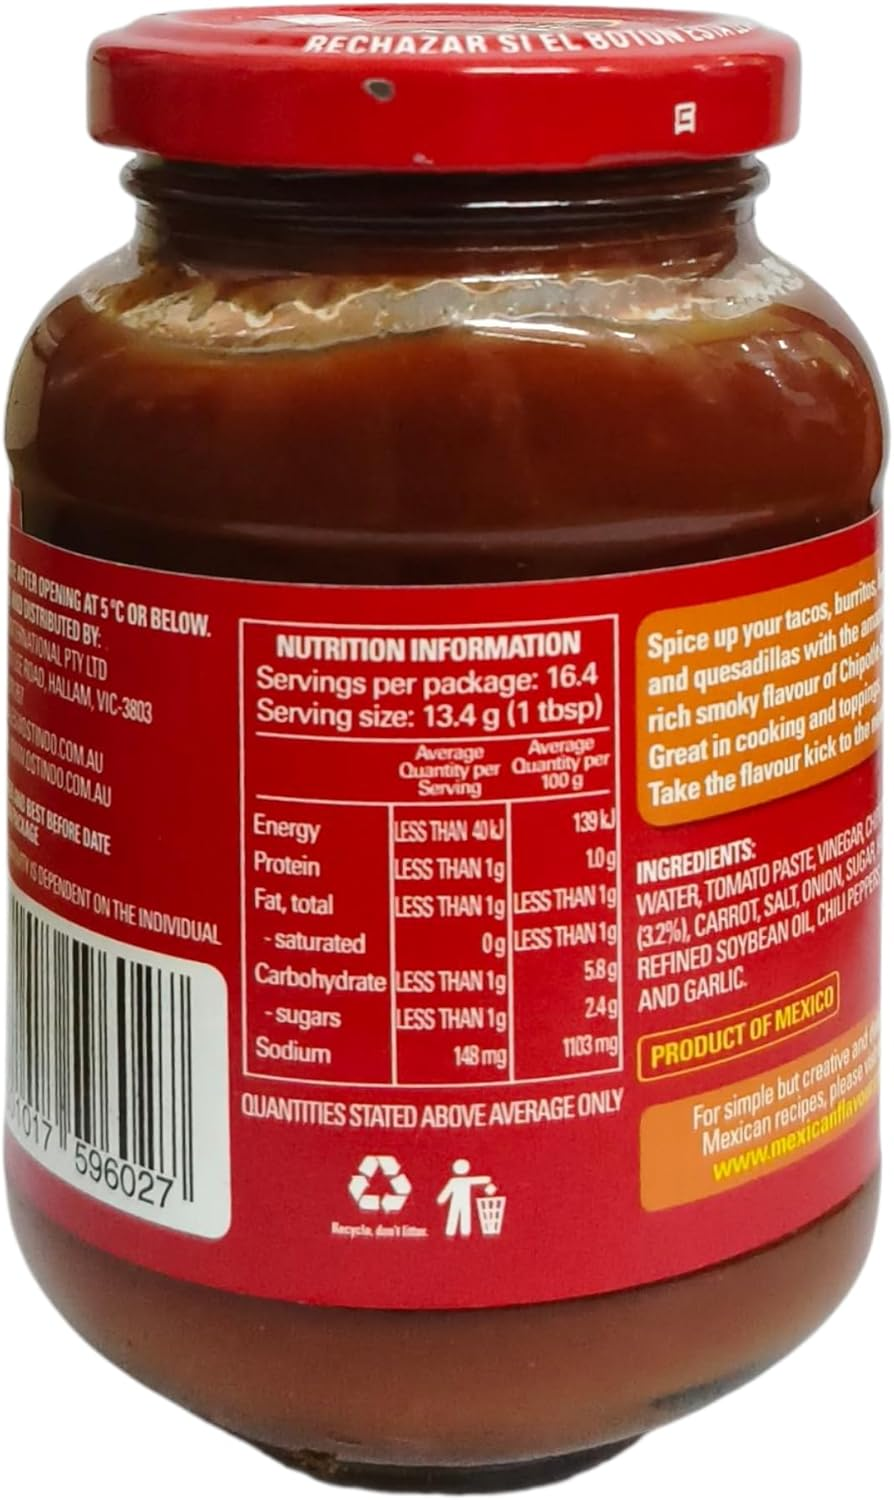 RECHAZAR SI EL BOTON
AFTER OPENING AT 5°C OR BELOW.
DISTRIBUTED BY:
PTY LTD
ROAD, HALLAM, VIC-3803
BEST BEFORE DATE
IS DEPENDENT ON THE INDIVIDUAL
596027
NUTRITION INFORMATION
Servings per package: 16.4
Serving size: 13.4 g (1 tbsp)
Average Quantity per Serving Average Quantity per 100 g
Energy LESS THAN 40 kJ 139 kJ
Protein LESS THAN 1g 1.0g
Fat, total LESS THAN 1g LESS THAN 1g
- saturated 0g LESS THAN 1g
Carbohydrate LESS THAN 1g 5.8g
- sugars LESS THAN 1g 2.4g
Sodium 148 mg 1103 mg
QUANTITIES STATED ABOVE AVERAGE ONLY
Recycle, don't litter.
Spice up your tacos, burritos,
and quesadillas with the
rich smoky flavour of Chipotle
Great in cooking and toppings
Take the flavour kick to the
INGREDIENTS:
WATER, TOMATO PASTE, VINEGAR,
(3.2%), CARROT, SALT, ONION, SUGAR,
REFINED SOYBEAN OIL, CHILI PEPPERS
AND GARLIC.
PRODUCT OF MEXICO
For simple but creative and
Mexican recipes, please